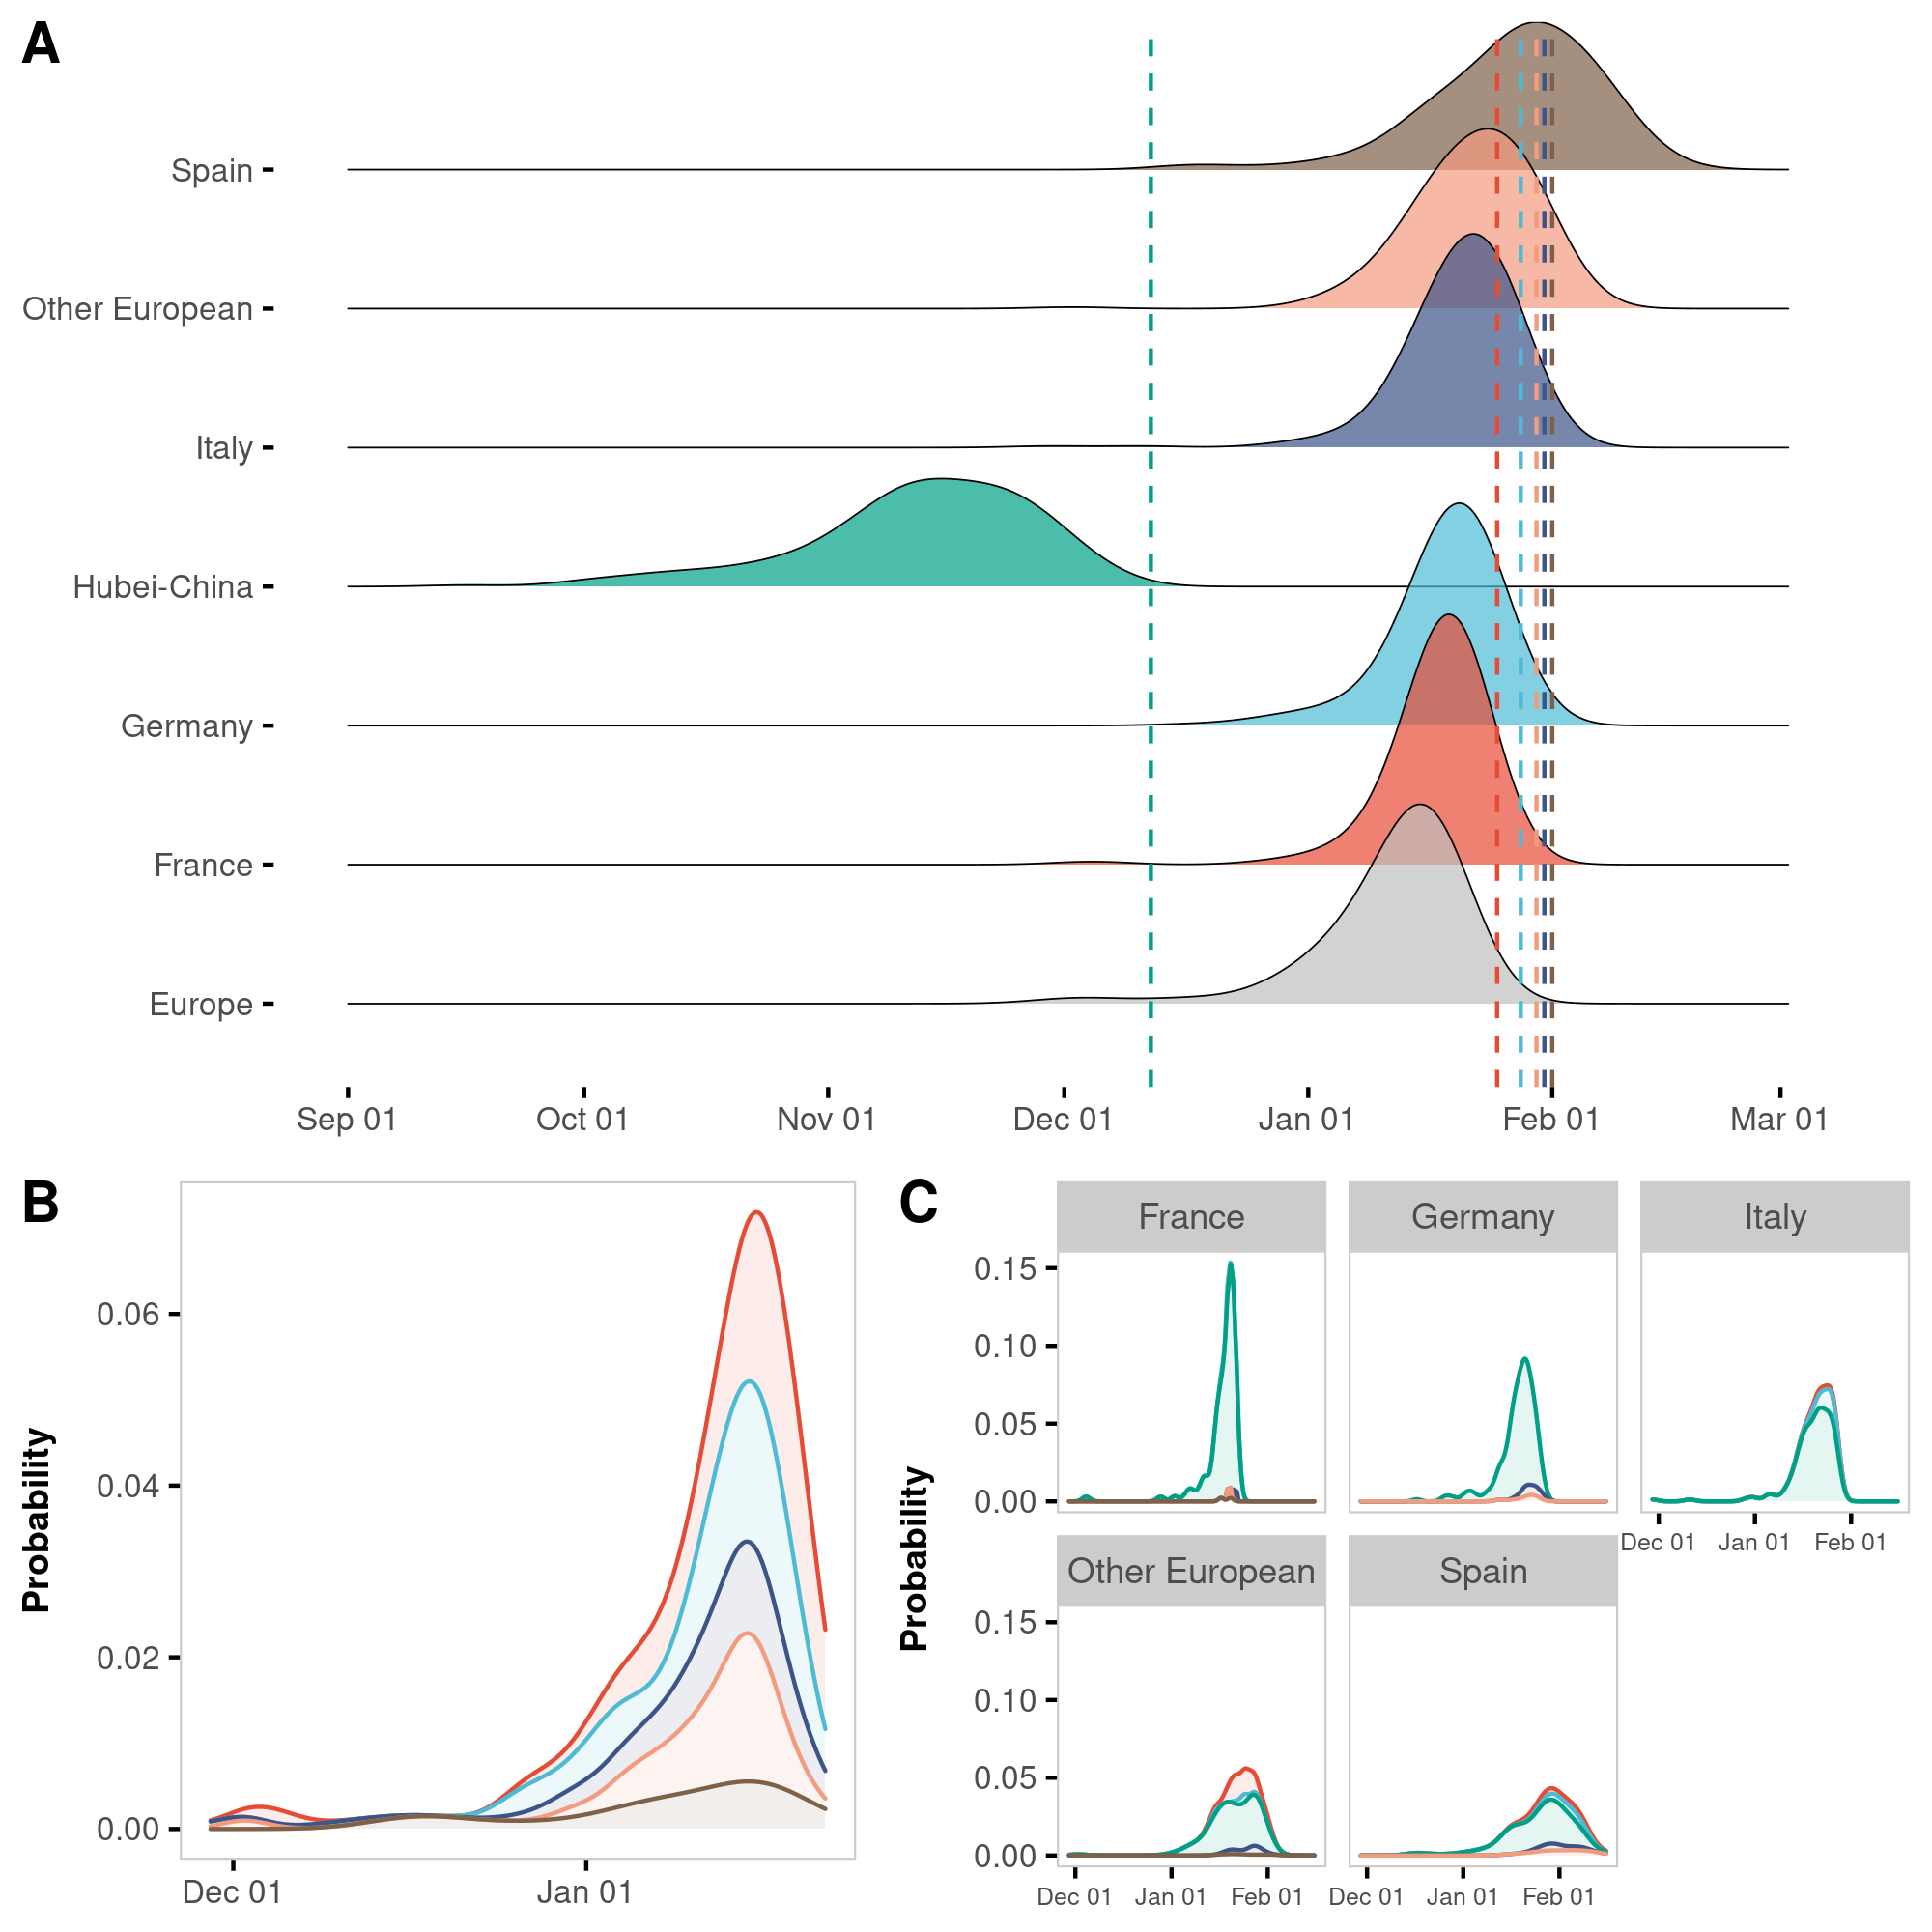 A
Spain
Other European
Italy
Hubei-China
Germany
France
Europe
Sep 01 Oct 01 Nov 01 Dec 01 Jan 01 Feb 01 Mar 01
B
Probability
0.06
0.04
0.02
0.00
Dec 01 Jan 01
C
Probability
France Germany Italy
0.15
0.10
0.05
0.00
Dec 01 Jan 01 Feb 01
Other European Spain
0.15
0.10
0.05
0.00
Dec 01 Jan 01 Feb 01 Dec 01 Jan 01 Feb 01